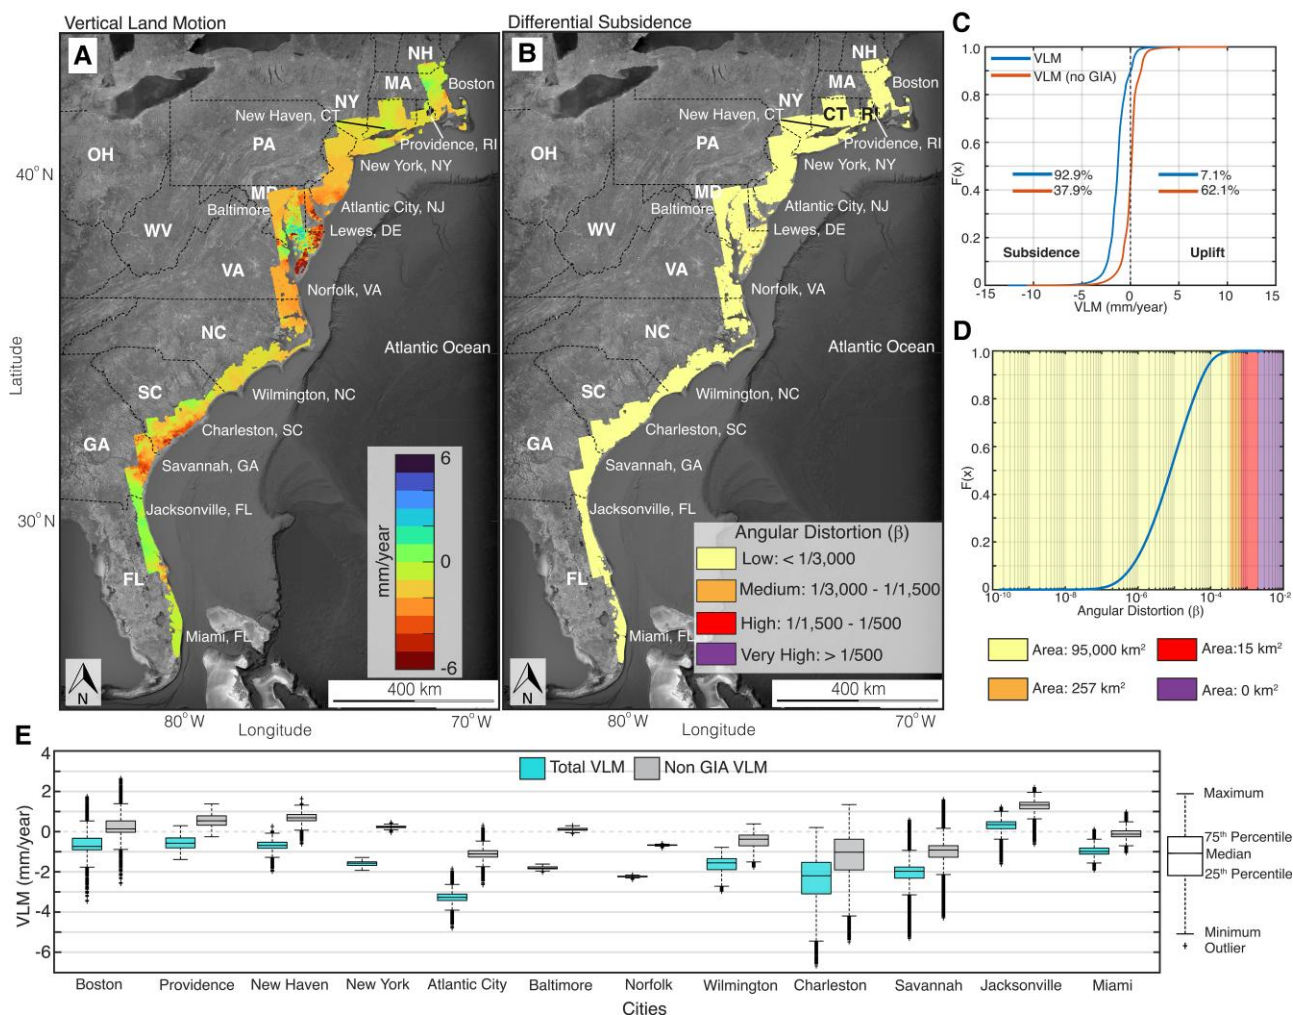 Vertical Land Motion
A
NH
Boston
MA
NY
New Haven, CT
Providence, RI
PA
New York, NY
OH
40°N
Baltimore
Atlantic City, NJ
WV
Lewes, DE
VA
Norfolk, VA
NC
Latitude
Atlantic Ocean
SC
Wilmington, NC
Charleston, SC
GA
Savannah, GA
Jacksonville, FL
30°N
6
0
-6
mm/year
FL
Miami, FL
N
400 km
80°W
Longitude
70°W
Differential Subsidence
B
NH
Boston
MA
NY
New Haven, CT
CT
Providence, RI
PA
New York, NY
OH
Baltimore
Atlantic City, NJ
WV
Lewes, DE
VA
Norfolk, VA
NC
Atlantic Ocean
SC
Wilmington, NC
Charleston, SC
GA
Savannah, GA
Jacksonville, FL
Angular Distortion (β)
Low: < 1/3,000
Medium: 1/3,000 - 1/1,500
High: 1/1,500 - 1/500
Very High: > 1/500
FL
Miami, FL
N
400 km
80°W
Longitude
70°W
C
1.0
0.8
0.6
0.4
0.2
0
F(x)
VLM
VLM (no GIA)
92.9%
37.9%
7.1%
62.1%
Subsidence
Uplift
-15 -10 -5 0 5 10 15
VLM (mm/year)
D
1.0
0.8
0.6
0.4
0.2
0
F(x)
10⁻¹⁰ 10⁻⁸ 10⁻⁶ 10⁻⁴ 10⁻²
Angular Distortion (β)
Area: 95,000 km²
Area:15 km²
Area: 257 km²
Area: 0 km²
E
4
2
0
-2
-4
-6
VLM (mm/year)
Total VLM
Non GIA VLM
Maximum
75th Percentile
Median
25th Percentile
Minimum
Outlier
Boston Providence New Haven New York Atlantic City Baltimore Norfolk Wilmington Charleston Savannah Jacksonville Miami
Cities